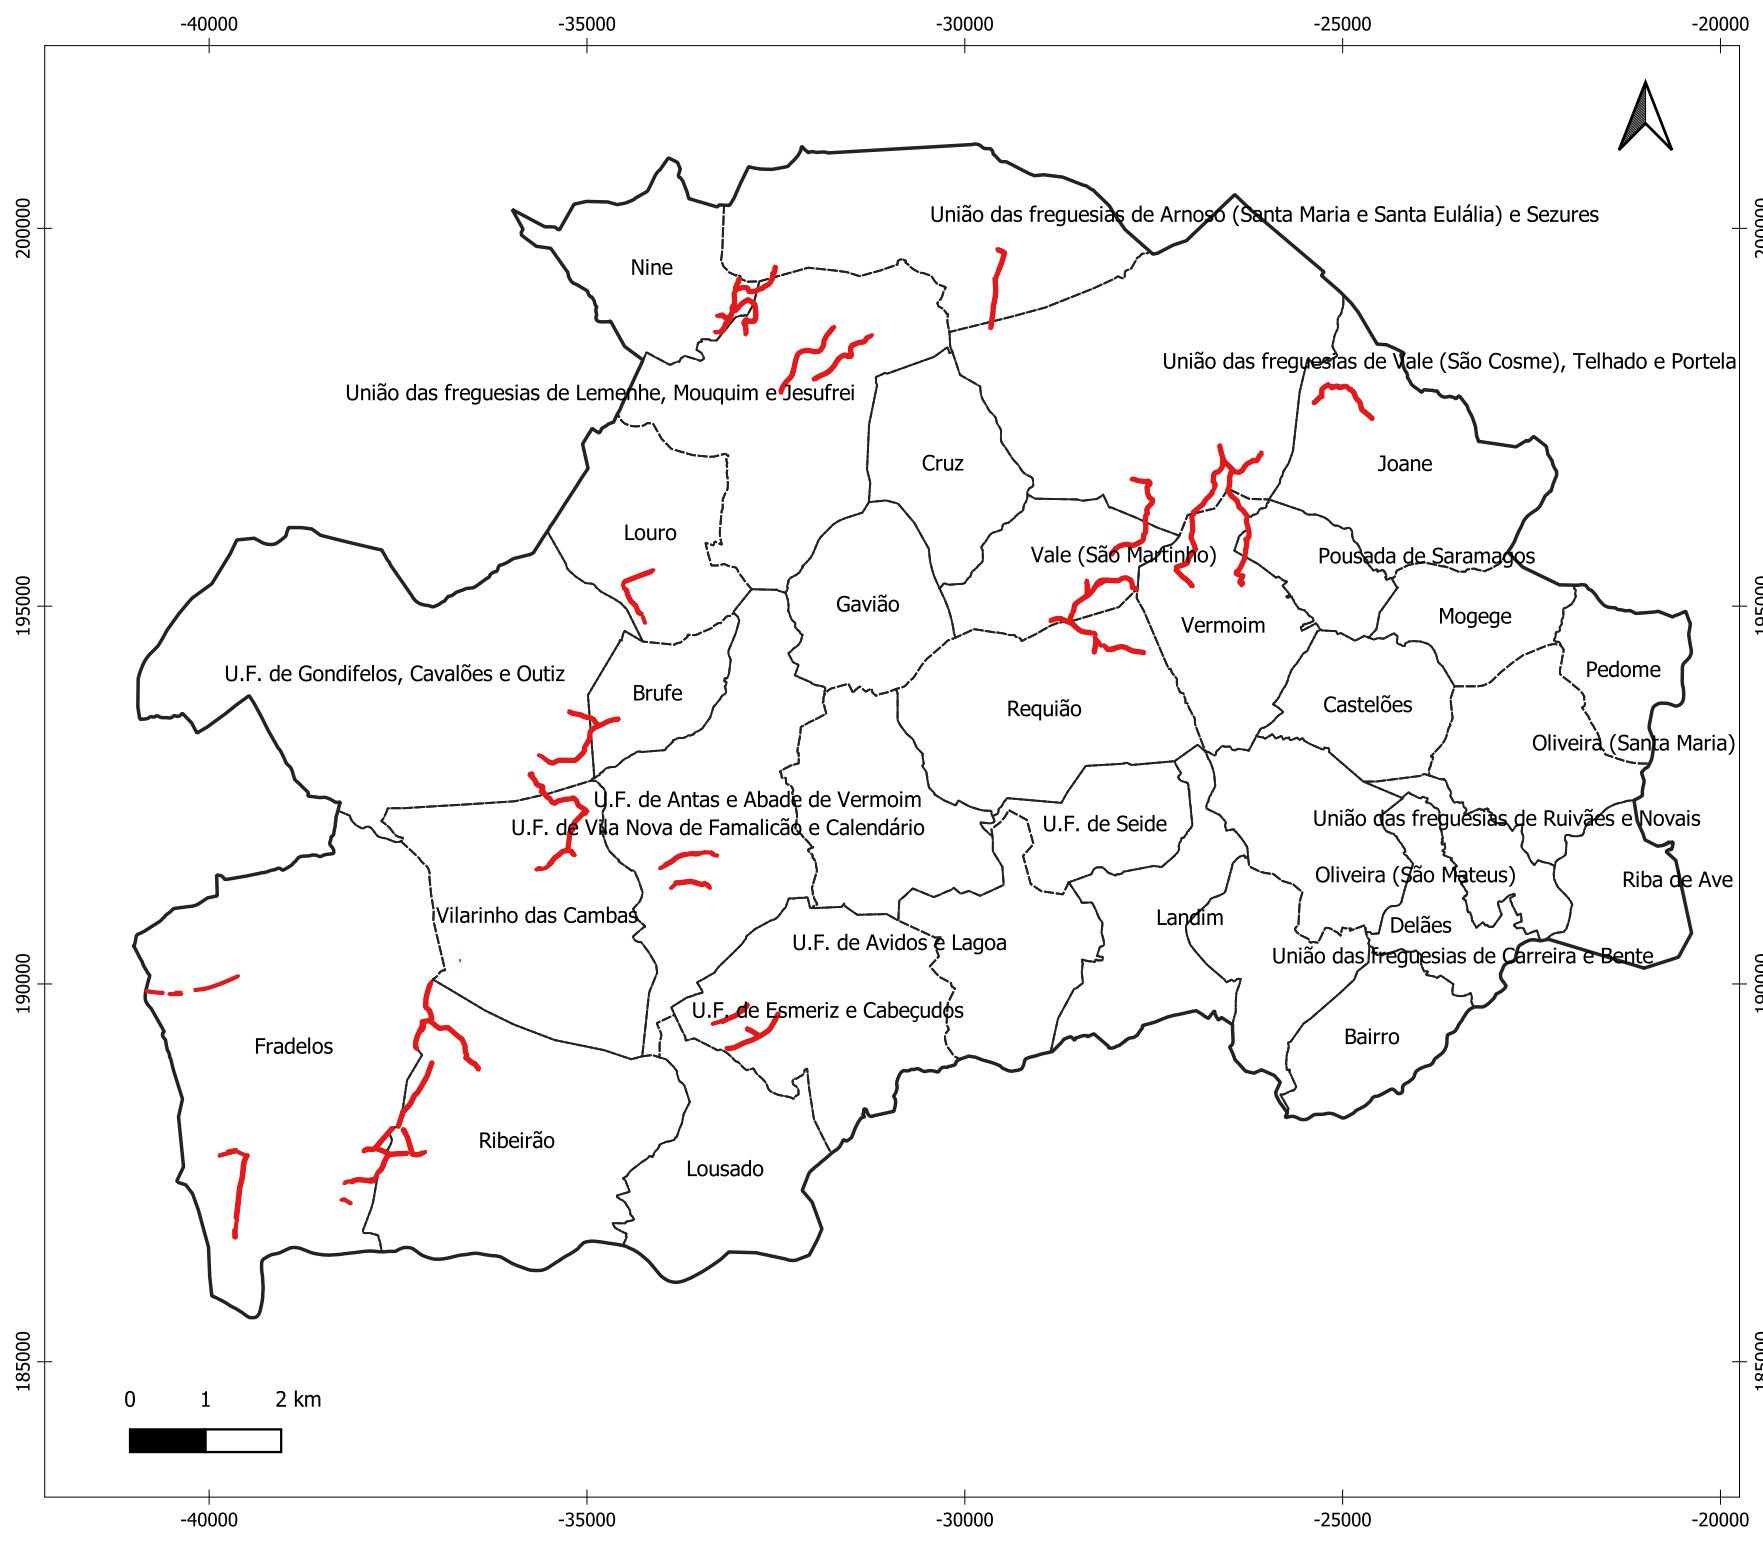 -40000 -35000 -30000 -25000 -20000
200000 200000
União das freguesias de Arnoso (Santa Maria e Santa Eulália) e Sezures
Nine
União das freguesias de Vale (São Cosme), Telhado e Portela
União das freguesias de Lemenhe, Mouquim e Jesufrei
Cruz
Joane
Louro
Vale (São Martinho)
Pousada de Saramagos
195000 195000
Gavião
Mogege
Vermoim
Pedome
U.F. de Gondifelos, Cavalões e Outiz
Brufe
Castelões
Requião
Oliveira (Santa Maria)
U.F. de Antas e Abade de Vermoim
União das freguesias de Ruivães e Novais
U.F. de Seide
U.F. de Vila Nova de Famalicão e Calendário
Oliveira (São Mateus)
Riba de Ave
Vilarinho das Cambas
Landim
Delães
U.F. de Avidos e Lagoa
União das freguesias de Carreira e Bente
190000 190000
U.F. de Esmeriz e Cabeçudos
Bairro
Fradelos
Ribeirão
Lousado
185000 185000
0 1 2 km
-40000 -35000 -30000 -25000 -20000